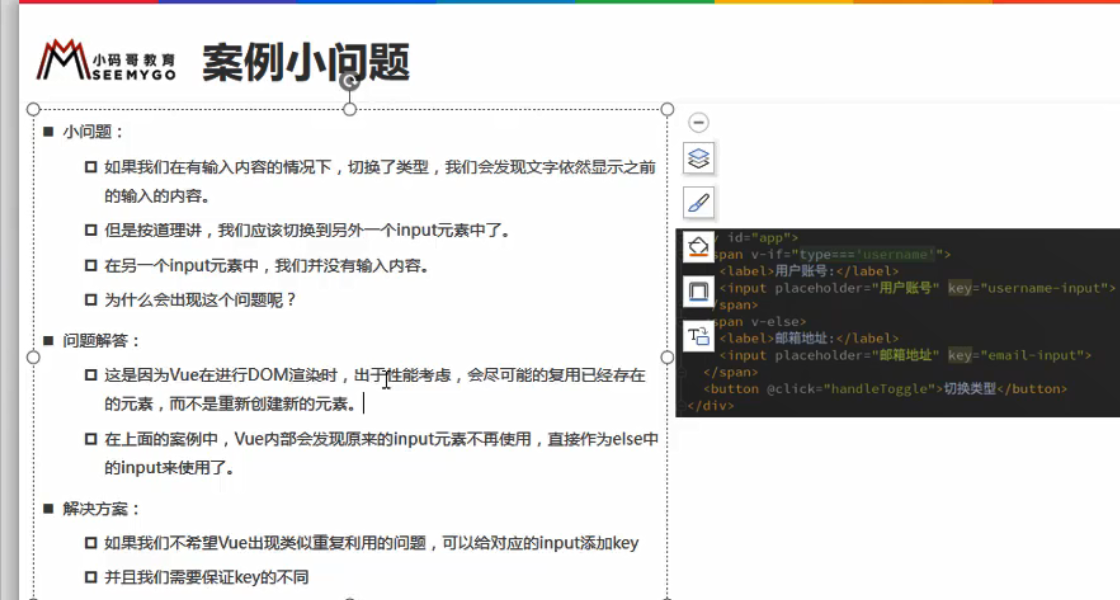 小码哥教育
SEEMYGO
案例小问题
小问题：
如果我们在有输入内容的情况下，切换了类型，我们会发现文字依然显示之前
的输入的内容。
但是按道理讲，我们应该切换到另外一个input元素中了。
在另一个input元素中，我们并没有输入内容。
为什么会出现这个问题呢？
问题解答：
这是因为Vue在进行DOM渲染时，出于性能考虑，会尽可能的复用已经存在
的元素，而不是重新创建新的元素。
在上面的案例中，Vue内部会发现原来的input元素不再使用，直接作为else中
的input来使用了。
解决方案：
如果我们不希望Vue出现类似重复利用的问题，可以给对应的input添加key
并且我们需要保证key的不同
id="app">
span v-if="type==='username'">
<label>用户账号:</label>
<input placeholder="用户账号" key="username-input">
/span>
span v-else>
<label>邮箱地址:</label>
<input placeholder="邮箱地址" key="email-input">
</span>
<button @click="handleToggle">切换类型</button>
</div>